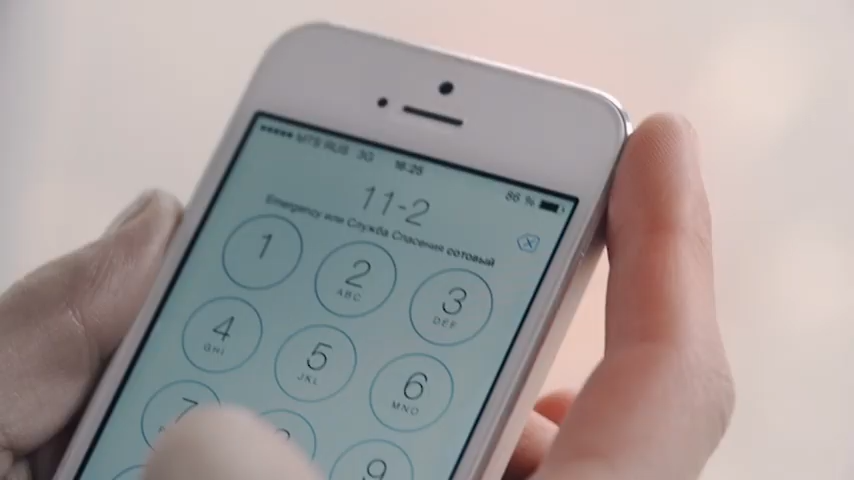 MTS RUS 3G 16:25 86 %
11-2
Emergency или Служба Спасения сотовый
1 2 3
ABC DEF
4 5 6
GHI JKL MNO
7 9